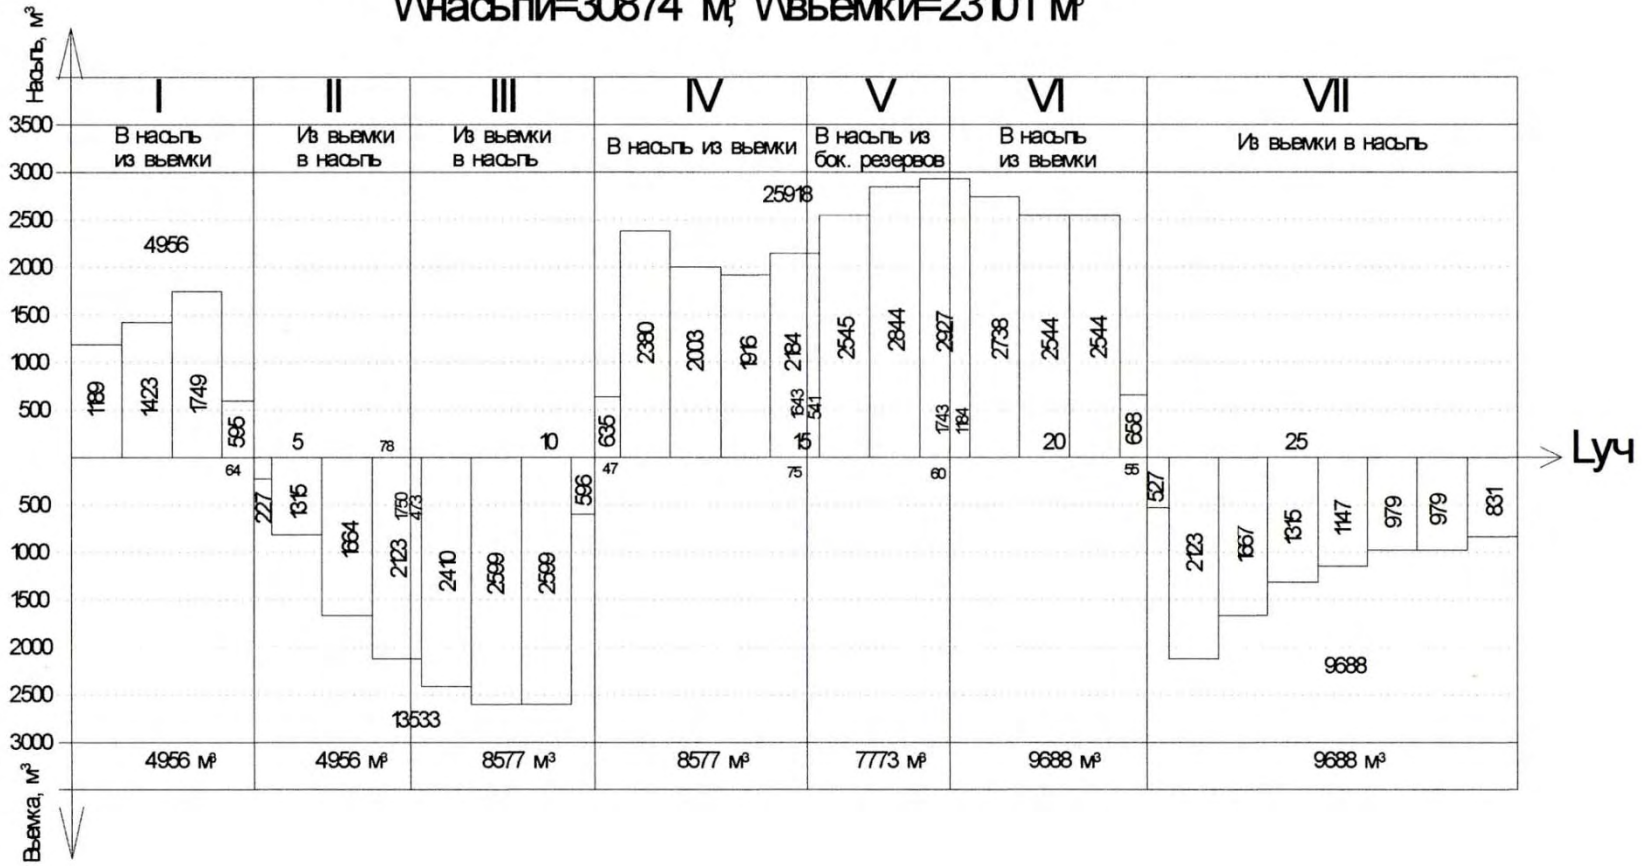 Wнасыпи=30874 м³, Wвыемки=23101 м³
Насыпь, м³
I
II
III
IV
V
VI
VII
В насыпь
из выемки
Из выемки
в насыпь
Из выемки
в насыпь
В насыпь из выемки
В насыпь из
бок. резервов
В насыпь
из выемки
Из выемки в насыпь
3500
3000
2500
2000
1500
1000
500
4956
25918
1189
1423
1749
595
635
2380
2003
1916
2184
1643
541
2545
2844
2927
1743
1184
2738
2544
2544
658
5
78
10
15
20
25
Lуч
64
47
75
60
55
227
1315
1664
2123
1750
473
2410
2599
2599
596
527
2123
1667
1315
1147
979
979
831
500
1000
1500
2000
2500
3000
13533
9688
4956 м³
4956 м³
8577 м³
8577 м³
7773 м³
9688 м³
9688 м³
Выемка, м³